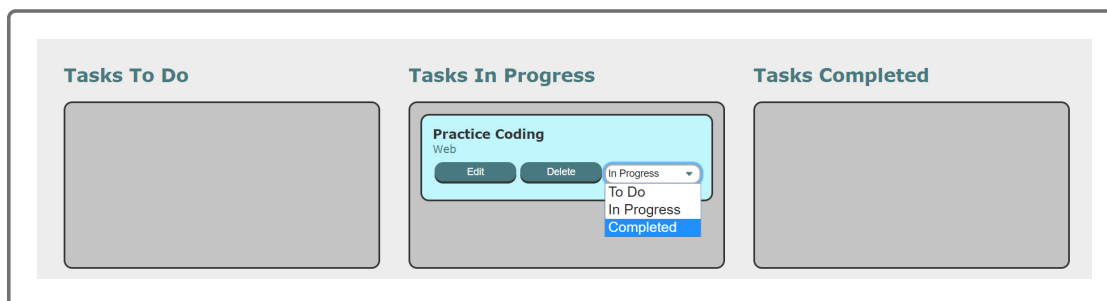 Tasks To Do
Tasks In Progress
Tasks Completed
Practice Coding
Web
Edit
Delete
In Progress
To Do
In Progress
Completed